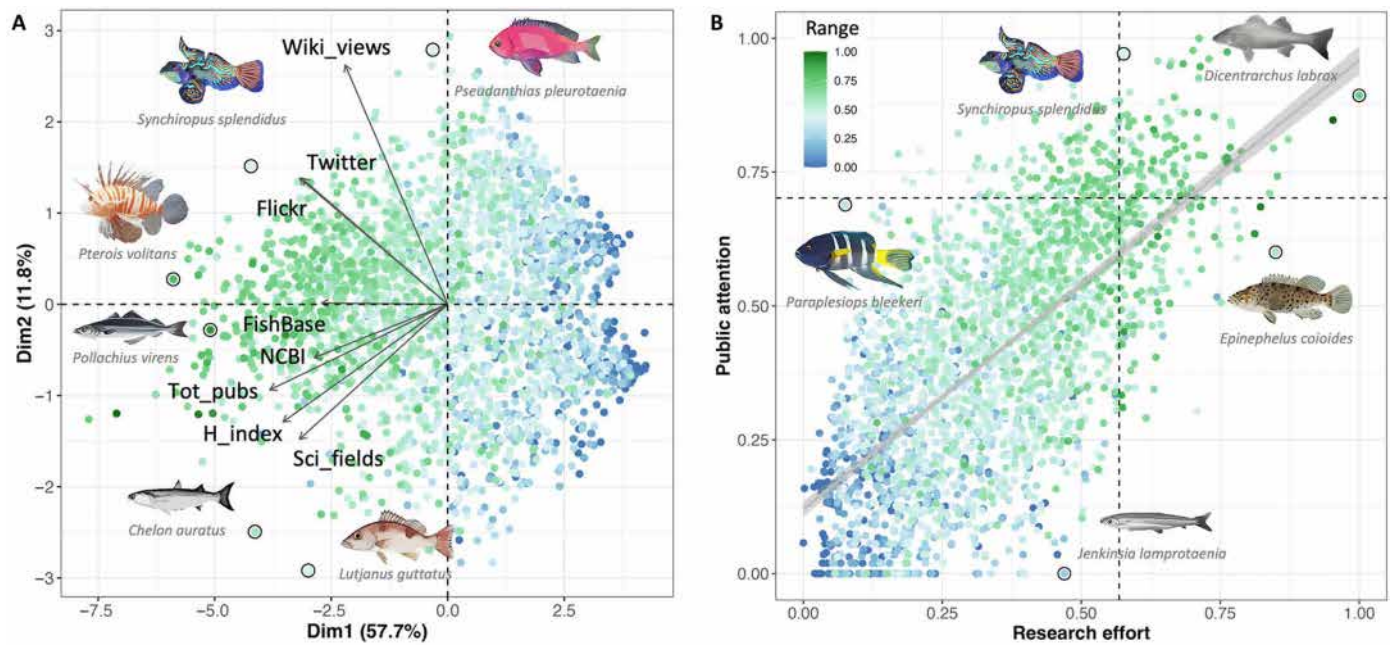 A
Wiki_views
Synchiropus splendidus
Pseudanthias pleurotaenia
Twitter
Flickr
Pterois volitans
FishBase
Pollachius virens
NCBI
Tot_pubs
H_index
Sci_fields
Chelon auratus
Lutjanus guttatus
3
2
1
0
−1
−2
−3
Dim2 (11.8%)
−7.5
−5.0
−2.5
0.0
2.5
Dim1 (57.7%)
B
Range
1.00
0.75
0.50
0.25
0.00
Synchiropus splendidus
Dicentrarchus labrax
Paraplesiops bleekeri
Epinephelus coioides
Jenkinsia lamprotaenia
1.00
0.75
0.50
0.25
0.00
Public attention
0.00
0.25
0.50
0.75
1.00
Research effort